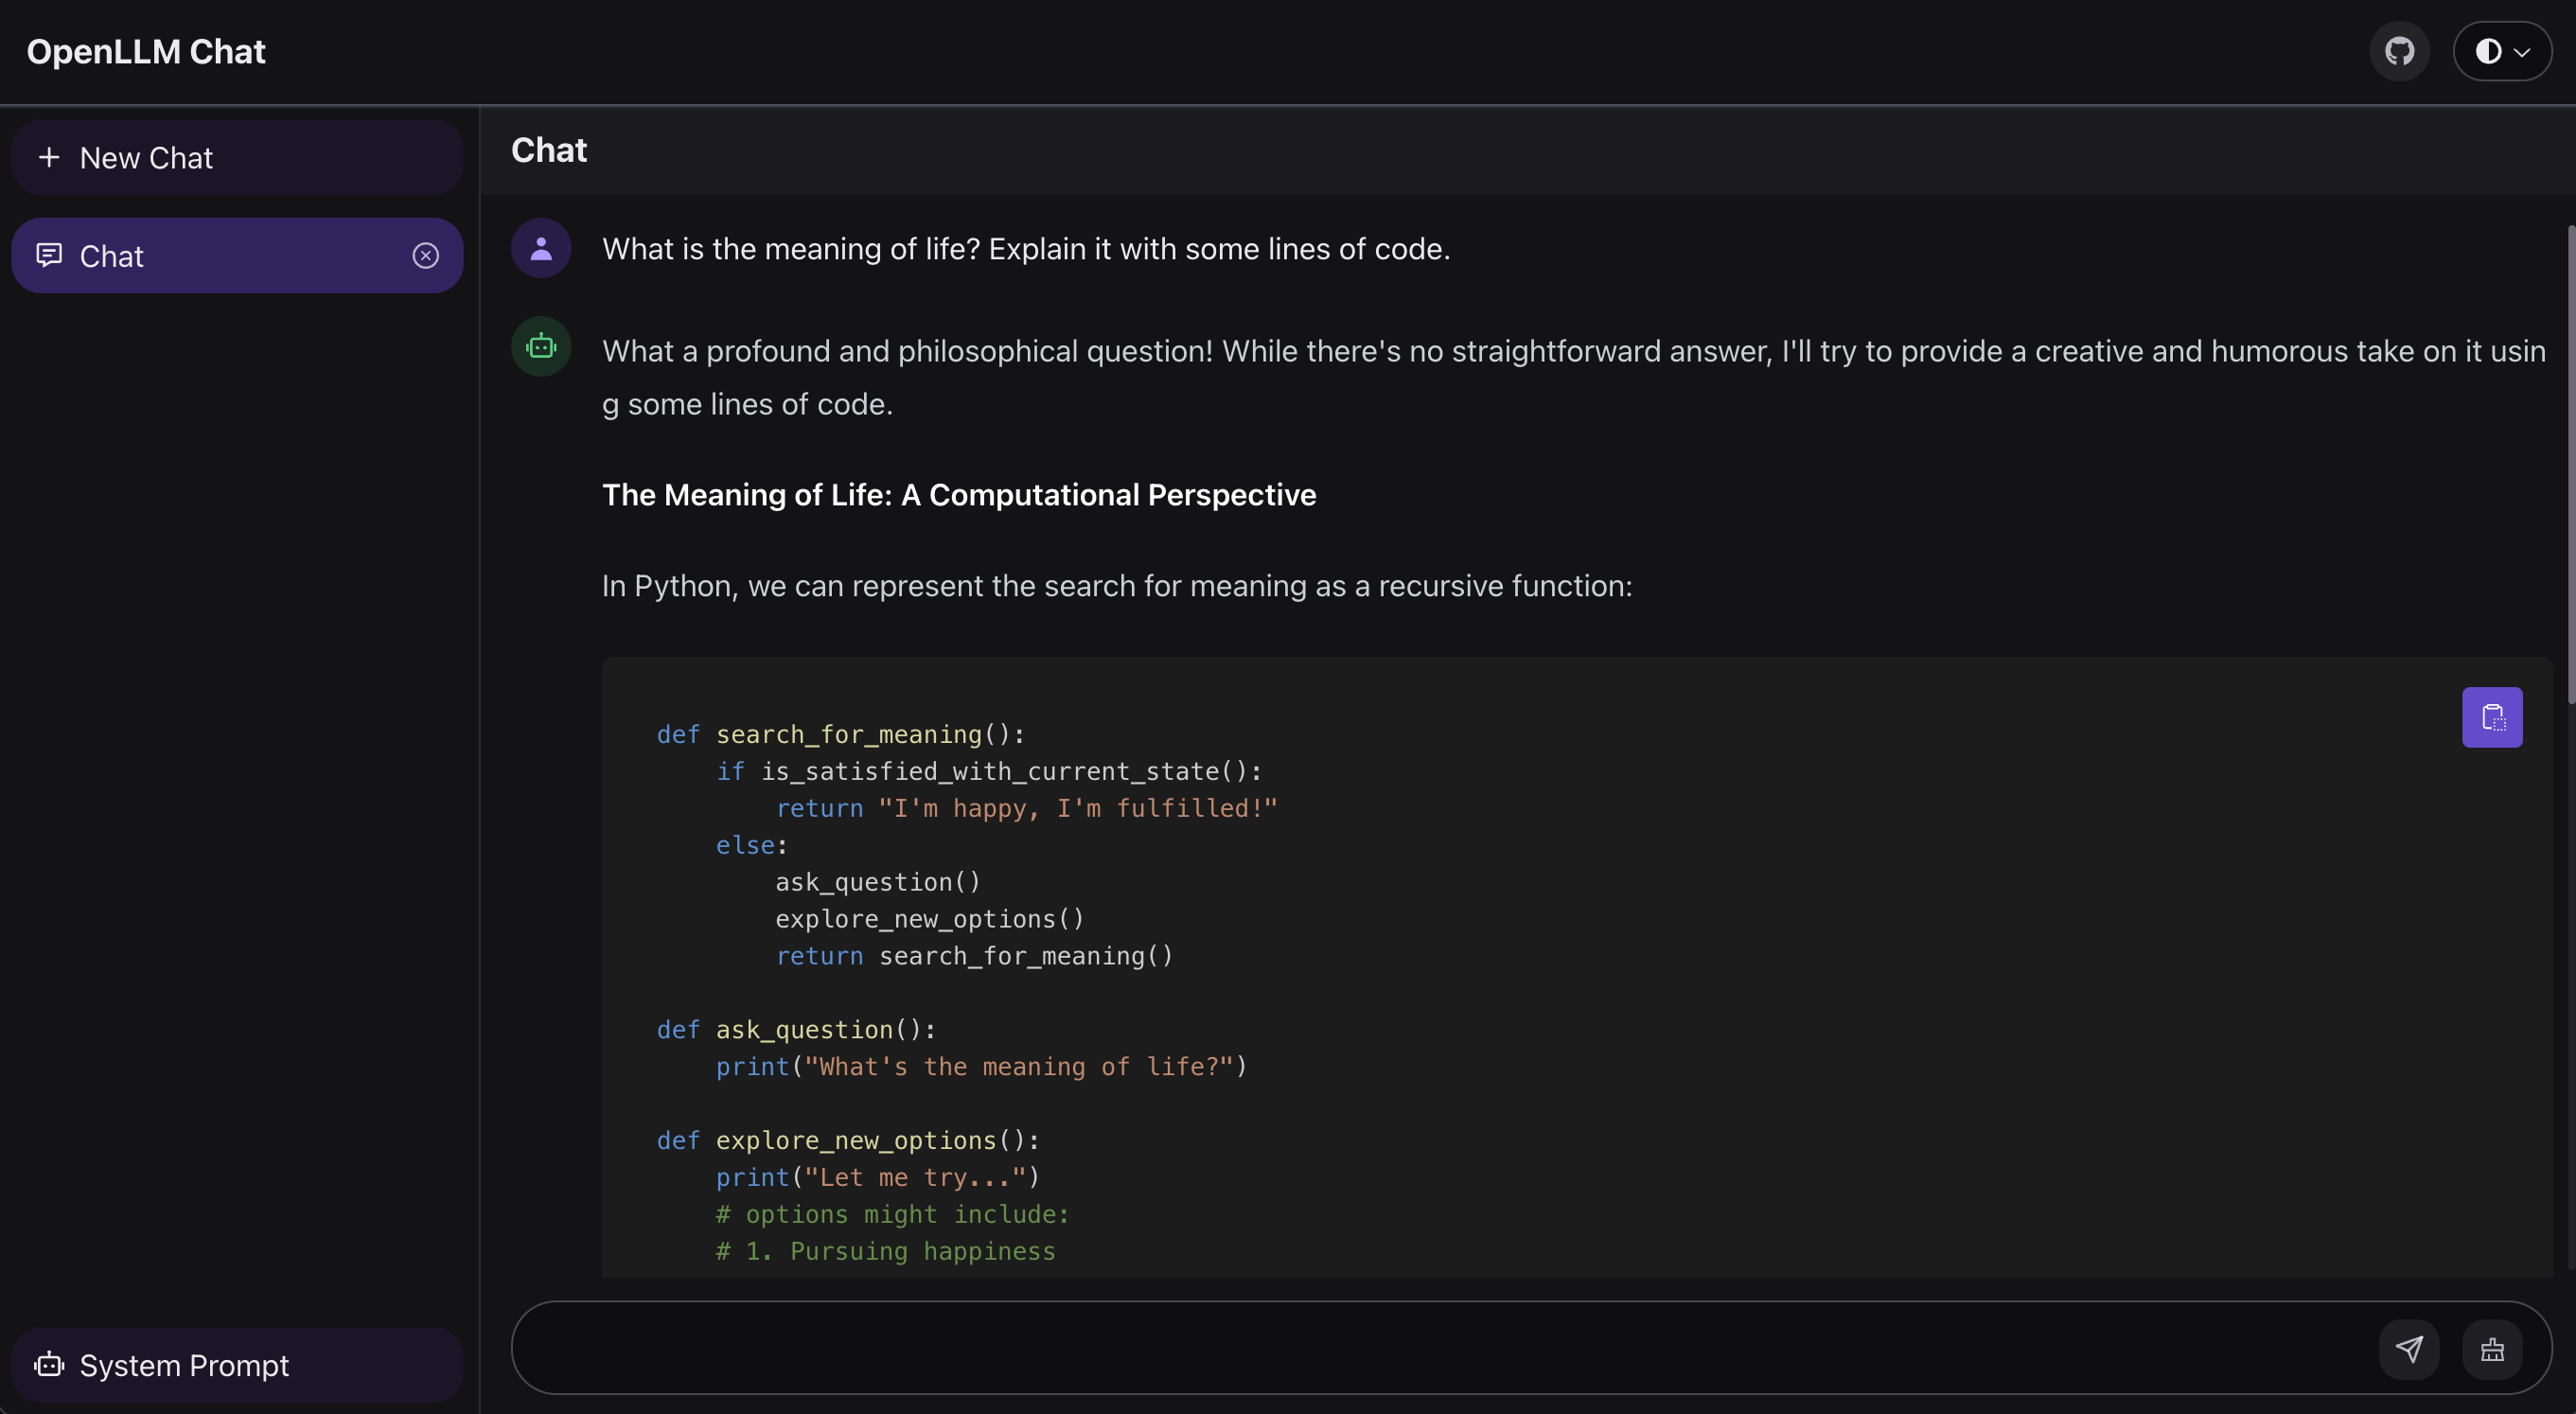 OpenLLM Chat
New Chat
Chat
System Prompt
Chat
What is the meaning of life? Explain it with some lines of code.
What a profound and philosophical question! While there's no straightforward answer, I'll try to provide a creative and humorous take on it usin
g some lines of code.
The Meaning of Life: A Computational Perspective
In Python, we can represent the search for meaning as a recursive function:
def search_for_meaning():
    if is_satisfied_with_current_state():
        return "I'm happy, I'm fulfilled!"
    else:
        ask_question()
        explore_new_options()
        return search_for_meaning()
def ask_question():
    print("What's the meaning of life?")
def explore_new_options():
    print("Let me try...")
    # options might include:
    # 1. Pursuing happiness